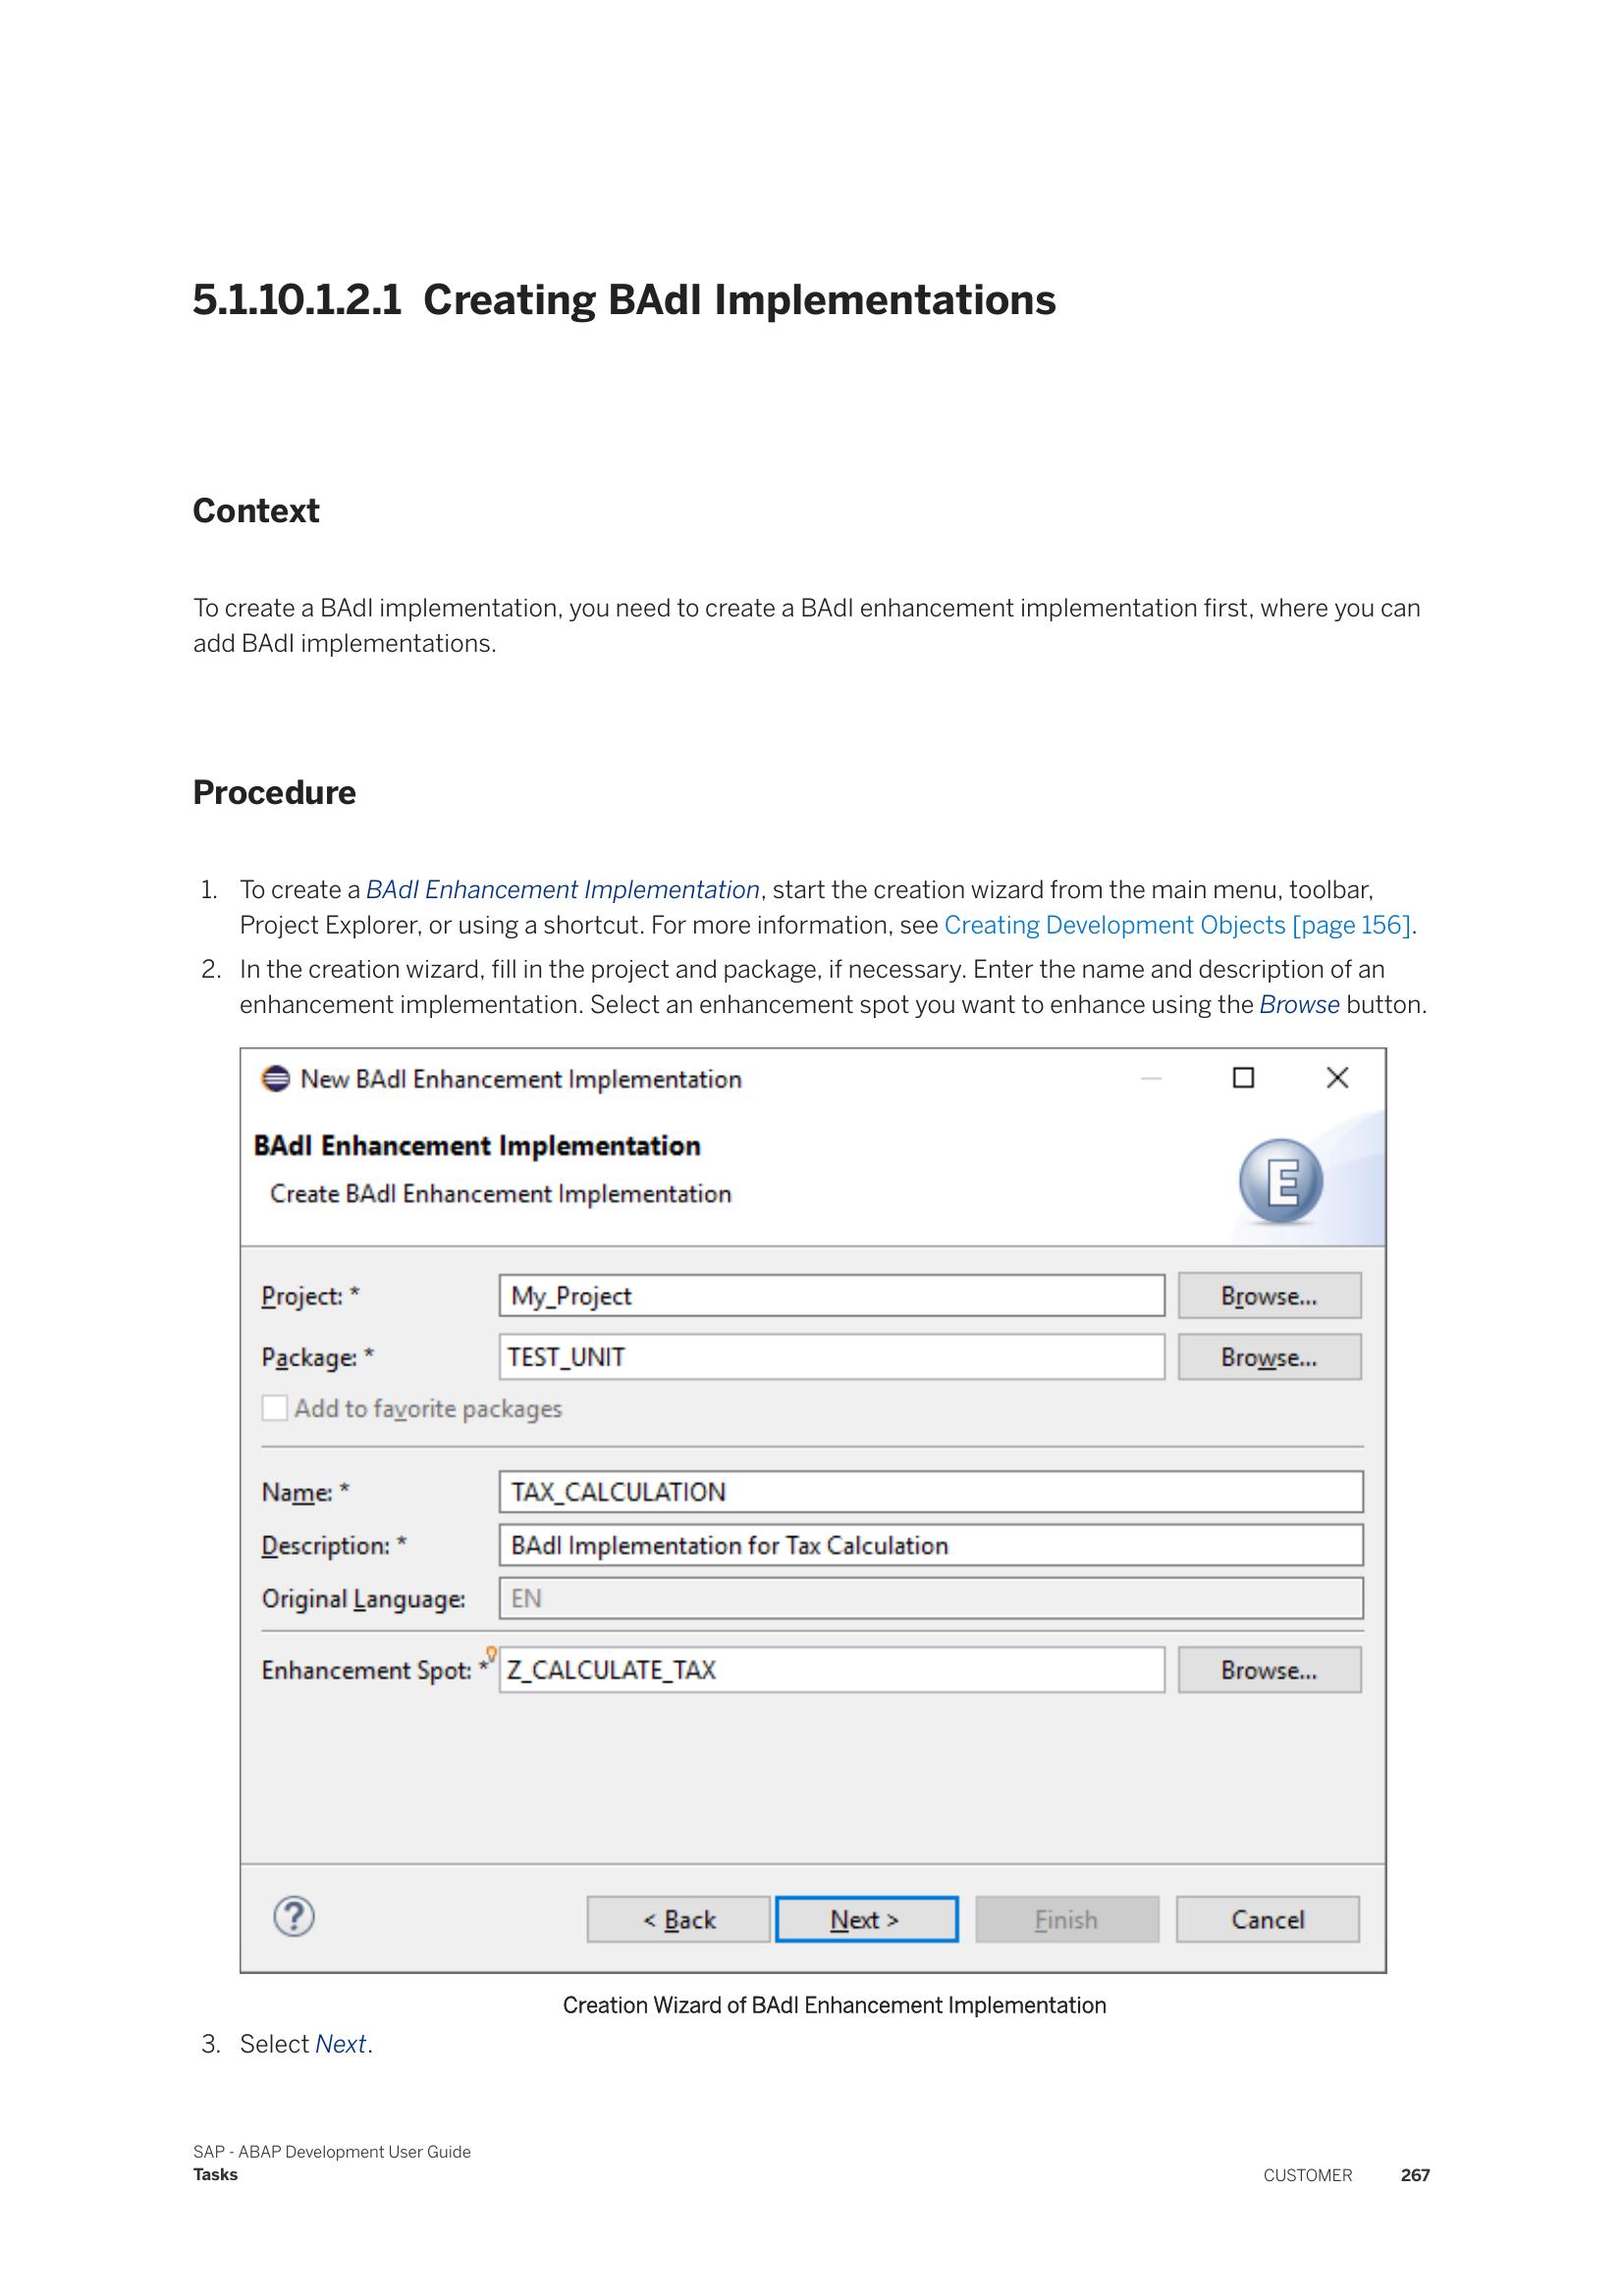 5.1.10.1.2.1 Creating BAdI Implementations
Context
To create a BAdI implementation, you need to create a BAdI enhancement implementation first, where you can
add BAdI implementations.
Procedure
1. To create a BAdI Enhancement Implementation, start the creation wizard from the main menu, toolbar,
Project Explorer, or using a shortcut. For more information, see Creating Development Objects [page 156].
2. In the creation wizard, fill in the project and package, if necessary. Enter the name and description of an
enhancement implementation. Select an enhancement spot you want to enhance using the Browse button.
New BAdI Enhancement Implementation
BAdI Enhancement Implementation
E
Create BAdI Enhancement Implementation
Project: * My_Project Browse...
Package: * TEST_UNIT Browse...
Add to favorite packages
Name: * TAX_CALCULATION
Description: * BAdI Implementation for Tax Calculation
Original Language: EN
Enhancement Spot: * Z_CALCULATE_TAX Browse...
? < Back Next > Finish Cancel
Creation Wizard of BAdI Enhancement Implementation
3. Select Next.
SAP - ABAP Development User Guide
Tasks CUSTOMER 267